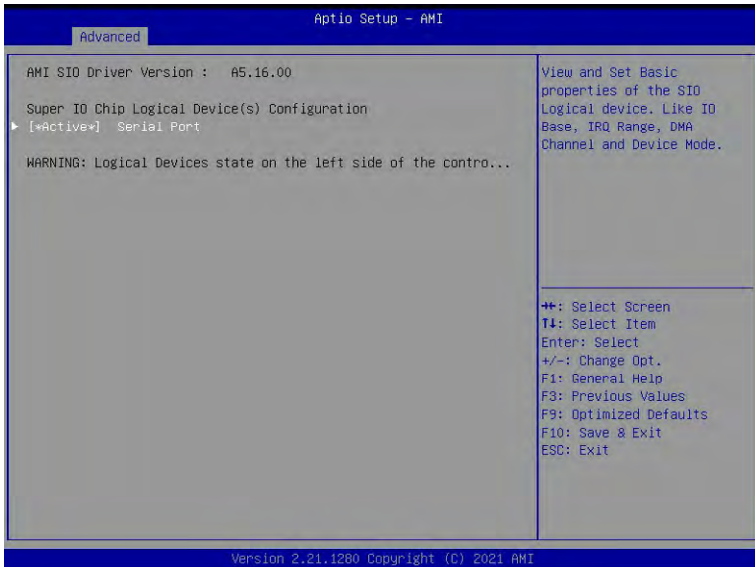 Aptio Setup - AMI
Advanced
AMI SIO Driver Version : A5.16.00
Super IO Chip Logical Device(s) Configuration
▶ [*Active*] Serial Port
WARNING: Logical Devices state on the left side of the contro...
View and Set Basic
properties of the SIO
Logical device. Like IO
Base, IRQ Range, DMA
Channel and Device Mode.
→←: Select Screen
↑↓: Select Item
Enter: Select
+/-: Change Opt.
F1: General Help
F3: Previous Values
F9: Optimized Defaults
F10: Save & Exit
ESC: Exit
Version 2.21.1280 Copyright (C) 2021 AMI